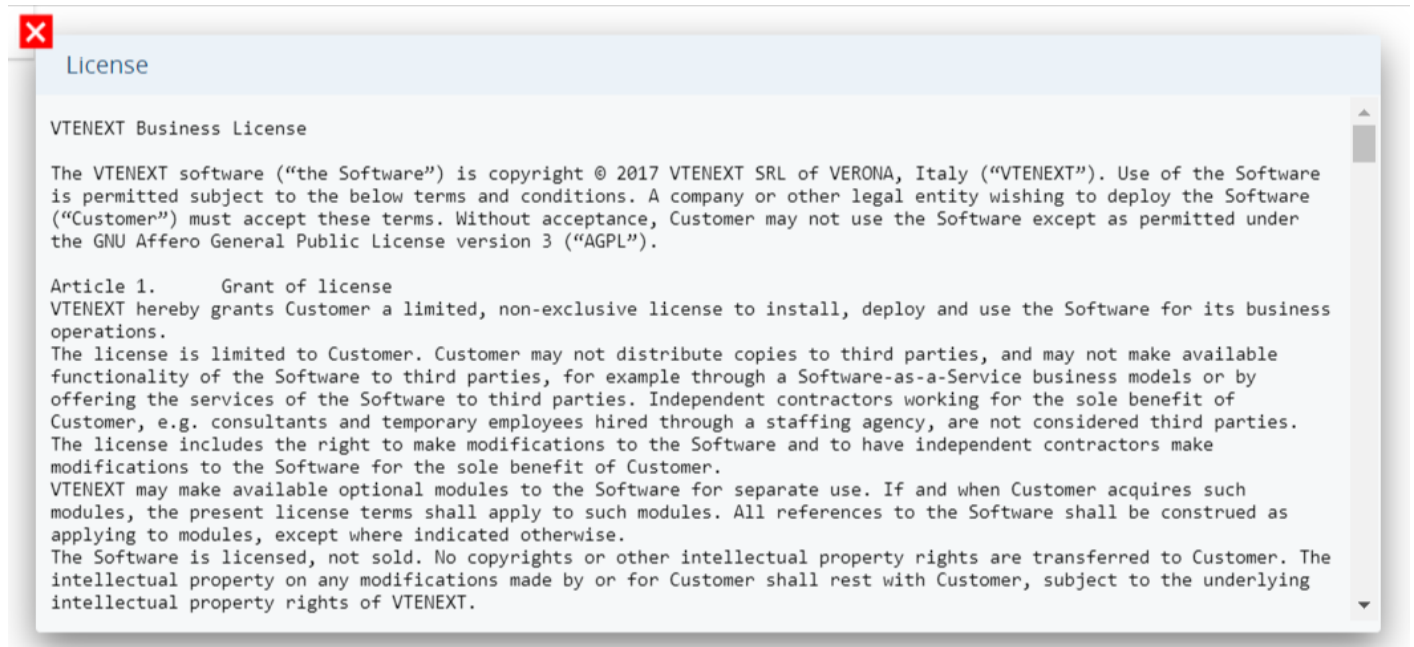 License
VTENEXT Business License
The VTENEXT software (“the Software”) is copyright © 2017 VTENEXT SRL of VERONA, Italy (“VTENEXT”). Use of the Software
is permitted subject to the below terms and conditions. A company or other legal entity wishing to deploy the Software
(“Customer”) must accept these terms. Without acceptance, Customer may not use the Software except as permitted under
the GNU Affero General Public License version 3 (“AGPL”).
Article 1. Grant of license
VTENEXT hereby grants Customer a limited, non-exclusive license to install, deploy and use the Software for its business
operations.
The license is limited to Customer. Customer may not distribute copies to third parties, and may not make available
functionality of the Software to third parties, for example through a Software-as-a-Service business models or by
offering the services of the Software to third parties. Independent contractors working for the sole benefit of
Customer, e.g. consultants and temporary employees hired through a staffing agency, are not considered third parties.
The license includes the right to make modifications to the Software and to have independent contractors make
modifications to the Software for the sole benefit of Customer.
VTENEXT may make available optional modules to the Software for separate use. If and when Customer acquires such
modules, the present license terms shall apply to such modules. All references to the Software shall be construed as
applying to modules, except where indicated otherwise.
The Software is licensed, not sold. No copyrights or other intellectual property rights are transferred to Customer. The
intellectual property on any modifications made by or for Customer shall rest with Customer, subject to the underlying
intellectual property rights of VTENEXT.